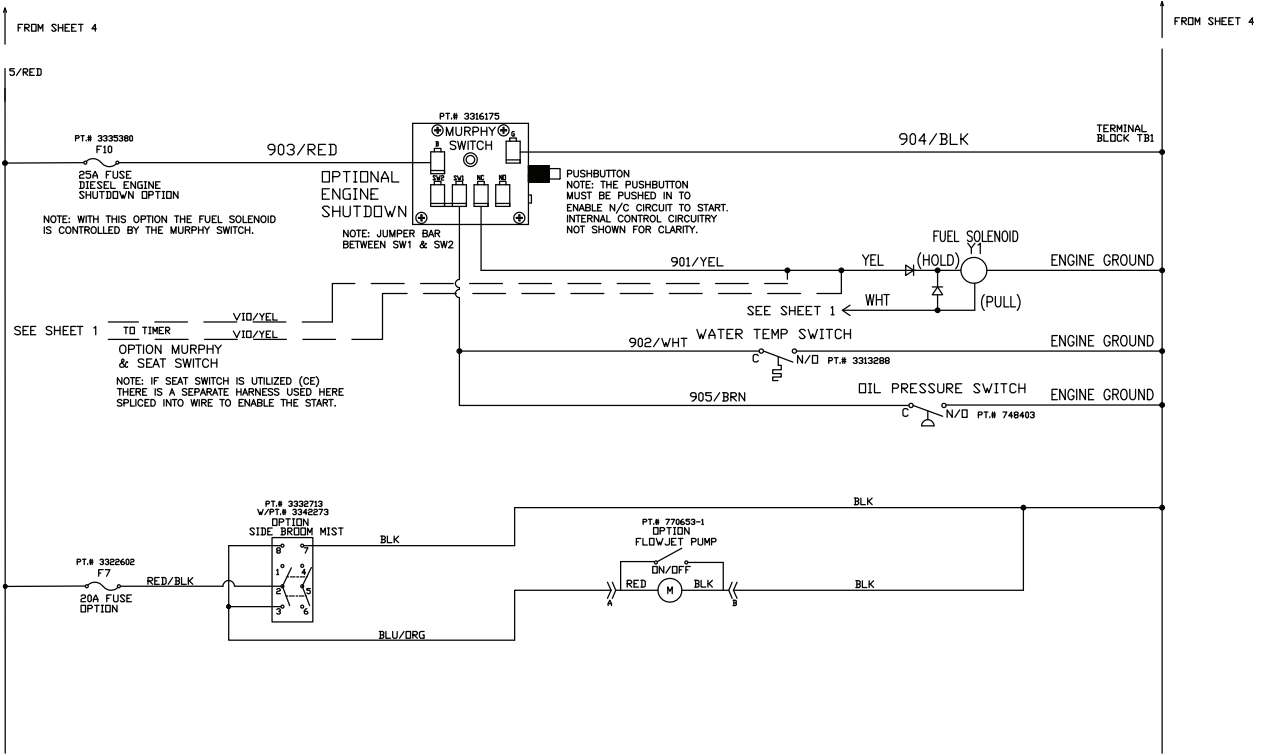 FROM SHEET 4
FROM SHEET 4
5/RED
PT.# 3316175
PT.# 3335380
F10
25A FUSE
DIESEL ENGINE
SHUTDOWN OPTION
903/RED
MURPHY
SWITCH
B
G
SW2
SW1
NC
NO
904/BLK
TERMINAL
BLOCK TB1
OPTIONAL
ENGINE
SHUTDOWN
PUSHBUTTON
NOTE: THE PUSHBUTTON
MUST BE PUSHED IN TO
ENABLE N/C CIRCUIT TO START.
INTERNAL CONTROL CIRCUITRY
NOT SHOWN FOR CLARITY.
NOTE: WITH THIS OPTION THE FUEL SOLENOID
IS CONTROLLED BY THE MURPHY SWITCH.
NOTE: JUMPER BAR
BETWEEN SW1 & SW2
FUEL SOLENOID
Y1
901/YEL
YEL
(HOLD)
ENGINE GROUND
WHT
(PULL)
SEE SHEET 1
SEE SHEET 1
TO TIMER
VIO/YEL
VIO/YEL
OPTION MURPHY
& SEAT SWITCH
NOTE: IF SEAT SWITCH IS UTILIZED (CE)
THERE IS A SEPARATE HARNESS USED HERE
SPLICED INTO WIRE TO ENABLE THE START.
902/WHT
WATER TEMP SWITCH
C
N/O PT.# 3313288
ENGINE GROUND
905/BRN
OIL PRESSURE SWITCH
C
N/O PT.# 748403
ENGINE GROUND
PT.# 3332713
W/PT.# 3342273
OPTION
SIDE BROOM MIST
BLK
BLK
8
7
1
4
2
5
3
6
PT.# 3322602
F7
20A FUSE
OPTION
RED/BLK
BLU/ORG
PT.# 770653-1
OPTION
FLOWJET PUMP
ON/OFF
A
RED
M
BLK
B
BLK